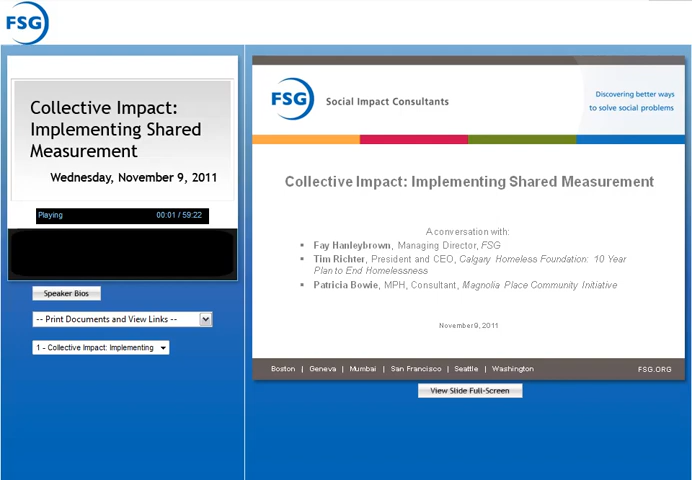 FSG
Collective Impact:
Implementing Shared
Measurement
Wednesday, November 9, 2011
Playing 00:01 / 59:22
Speaker Bios
-- Print Documents and View Links --
1 - Collective Impact: Implementing
FSG Social Impact Consultants
Discovering better ways
to solve social problems
Collective Impact: Implementing Shared Measurement
A conversation with:
• Fay Hanleybrown, Managing Director, FSG
• Tim Richter, President and CEO, Calgary Homeless Foundation: 10 Year
Plan to End Homelessness
• Patricia Bowie, MPH, Consultant, Magnolia Place Community Initiative
November 9, 2011
Boston | Geneva | Mumbai | San Francisco | Seattle | Washington FSG.ORG
View Slide Full-Screen